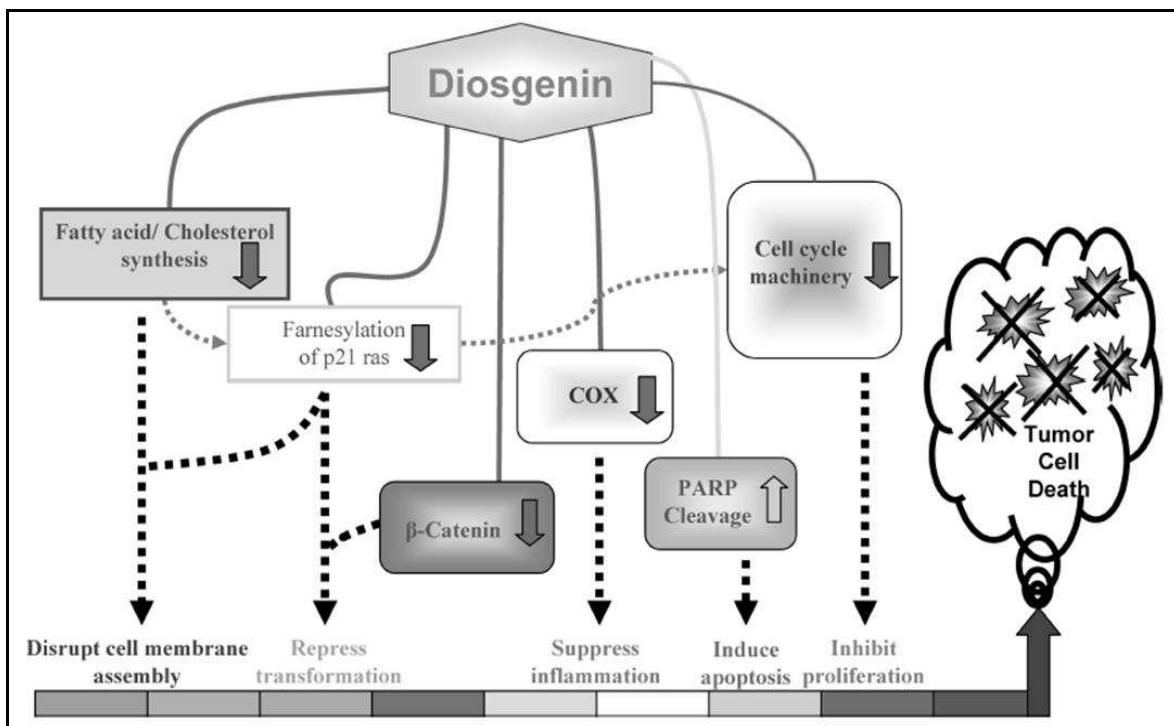 Diosgenin
Fatty acid/ Cholesterol
synthesis
Farnesylation
of p21 ras
Cell cycle
machinery
COX
β-Catenin
PARP
Cleavage
Tumor
Cell
Death
Disrupt cell membrane
assembly
Repress
transformation
Suppress
inflammation
Induce
apoptosis
Inhibit
proliferation